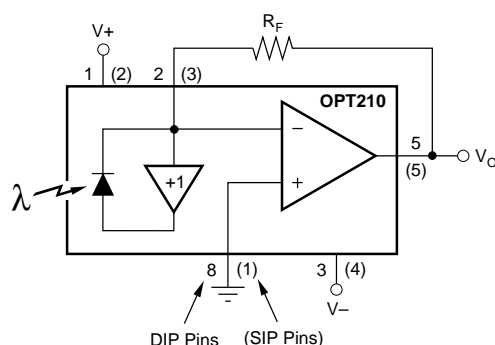 R_F
V+
1 (2) 2 (3)
OPT210
5
(5)
V_O
−
+1
+
λ
8 (1) 3 (4)
V−
DIP Pins (SIP Pins)